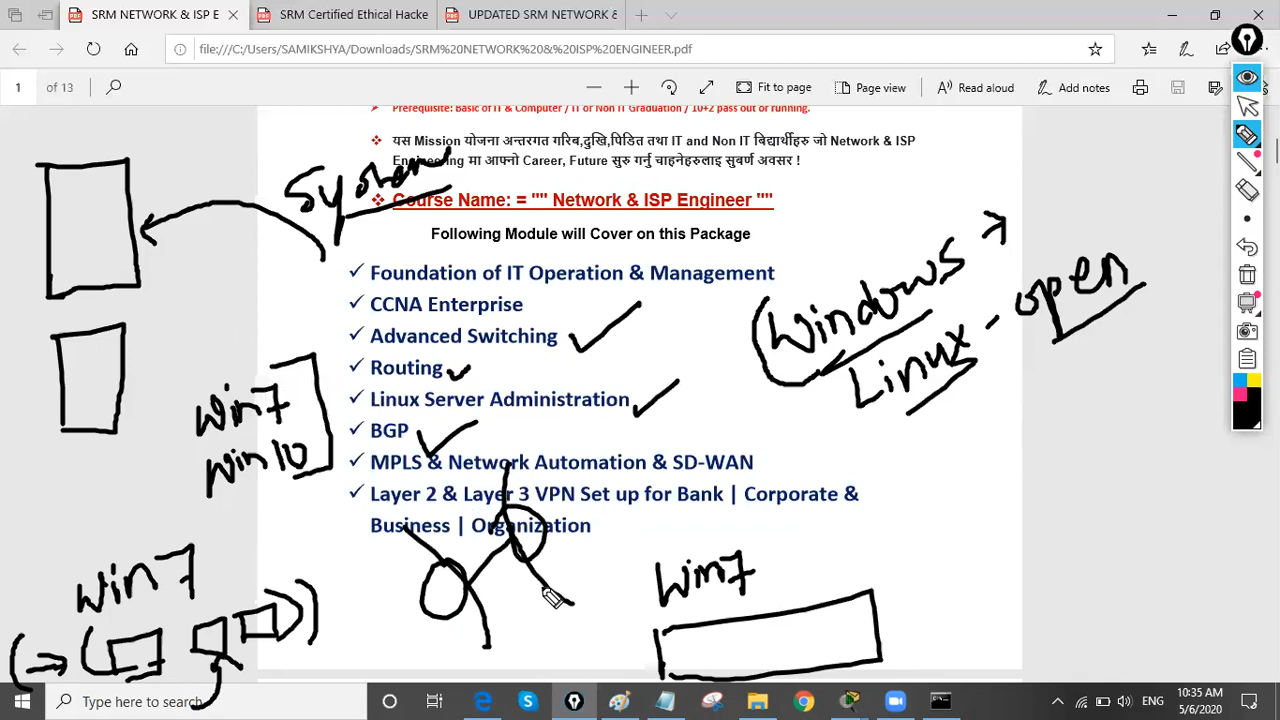 SRM NETWORK & ISP E
SRM Certified Ethical Hacke
UPDATED SRM NETWORK &
file:///C:/Users/SAMIKSHYA/Downloads/SRM%20NETWORK%20&%20ISP%20ENGINEER.pdf
1 of 13
Fit to page
Page view
Read aloud
Add notes
Prerequisite: Basic of IT & Computer / IT or Non IT Graduation / 10+2 pass out or running.
यस Mission योजना अन्तरगत गरिब,दुखि,पिडित तथा IT and Non IT बिद्यार्थीहरु जो Network & ISP
Engineering मा आफ्नो Career, Future सुरु गर्नु चाहनेहरुलाइ सुबर्ण अवसर !
System
Course Name: = "" Network & ISP Engineer ""
Following Module will Cover on this Package
Foundation of IT Operation & Management
CCNA Enterprise
Advanced Switching
Routing
Linux Server Administration
BGP
MPLS & Network Automation & SD-WAN
Layer 2 & Layer 3 VPN Set up for Bank | Corporate &
Business | Organization
Windows
Linux - open
Win7
Win10
Win7
Win7
Type here to search
ENG
10:35 AM
5/6/2020